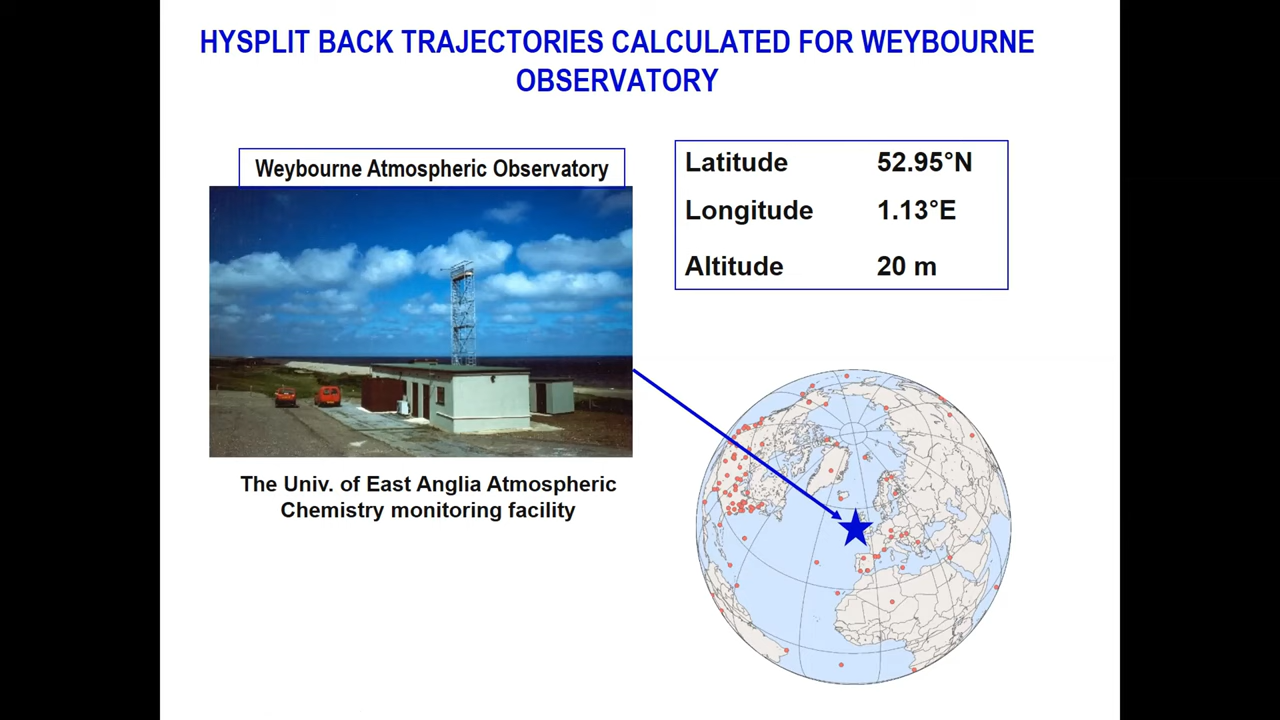 HYSPLIT BACK TRAJECTORIES CALCULATED FOR WEYBOURNE
OBSERVATORY
Weybourne Atmospheric Observatory
Latitude 52.95°N
Longitude 1.13°E
Altitude 20 m
The Univ. of East Anglia Atmospheric
Chemistry monitoring facility